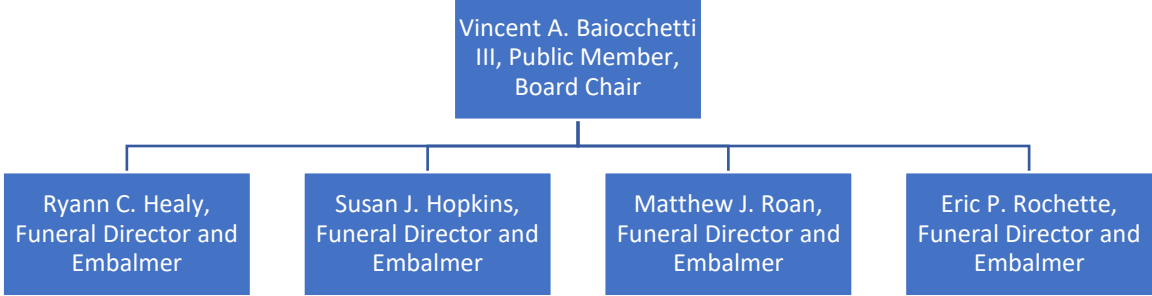 Vincent A. Baiocchetti
III, Public Member,
Board Chair
Ryann C. Healy,
Funeral Director and
Embalmer
Susan J. Hopkins,
Funeral Director and
Embalmer
Matthew J. Roan,
Funeral Director and
Embalmer
Eric P. Rochette,
Funeral Director and
Embalmer